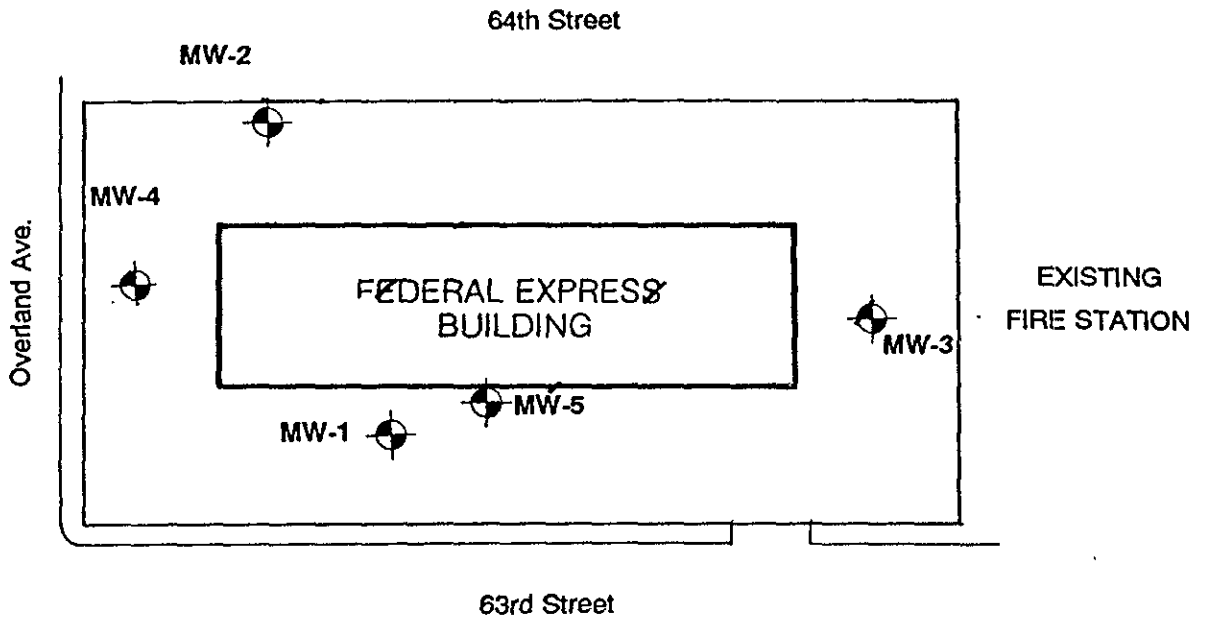 64th Street
MW-2
MW-4
Overland Ave.
FEDERAL EXPRESS
BUILDING
EXISTING
FIRE STATION
MW-3
MW-5
MW-1
63rd Street